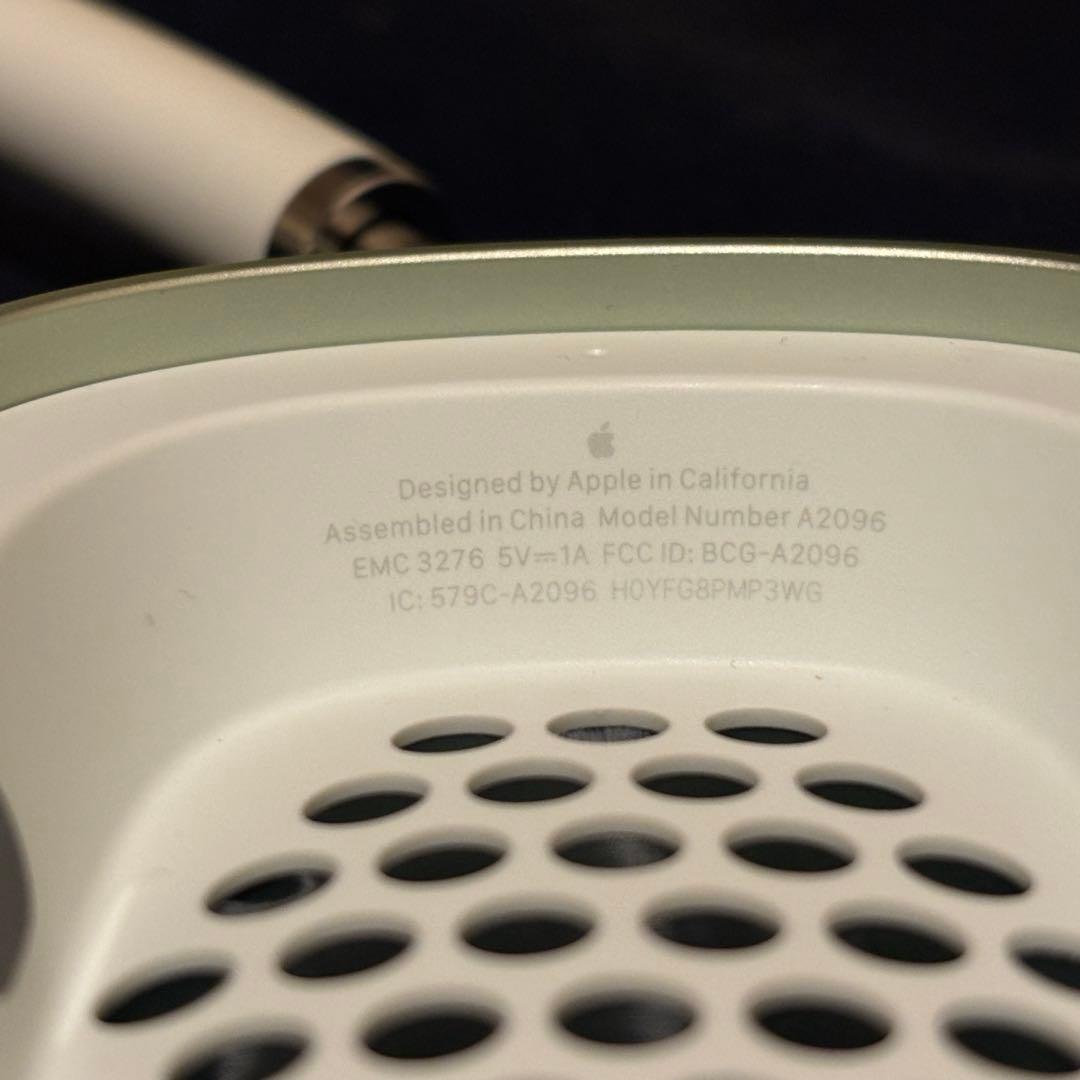 Designed by Apple in California
Assembled in China Model Number A2096
EMC 3276 5V⎓1A FCC ID: BCG-A2096
IC: 579C-A2096 H0YFG8PMP3WG